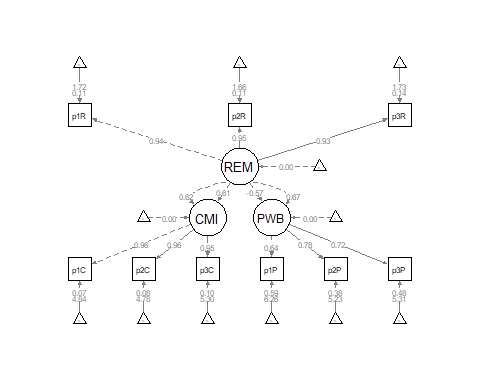 1.72 1.66 1.73
0.11 0.11 0.14
p1R p2R p3R
0.94 0.95 0.93
REM 0.00
0.62 0.61 -0.57 0.67
CMI PWB
0.00 0.00
0.96 0.96 0.95 0.64 0.78 0.72
p1C p2C p3C p1P p2P p3P
0.07 0.08 0.10 0.59 0.38 0.48
4.84 4.78 5.30 6.26 5.23 5.31